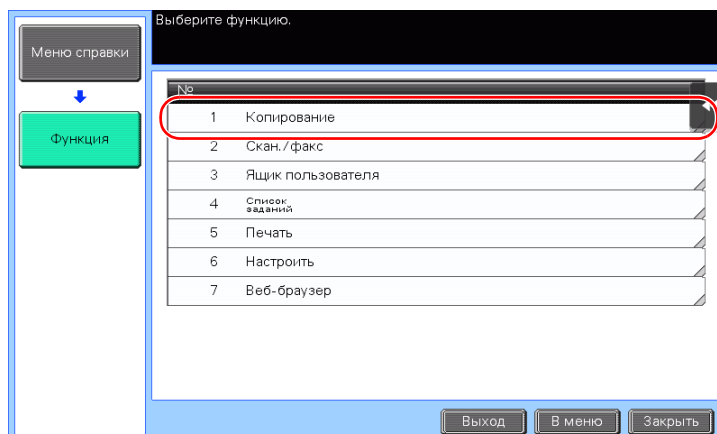 Выберите функцию.
Меню справки
Функция
№
1 Копирование
2 Скан./факс
3 Ящик пользователя
4 Список
заданий
5 Печать
6 Настроить
7 Веб-браузер
Выход В меню Закрыть